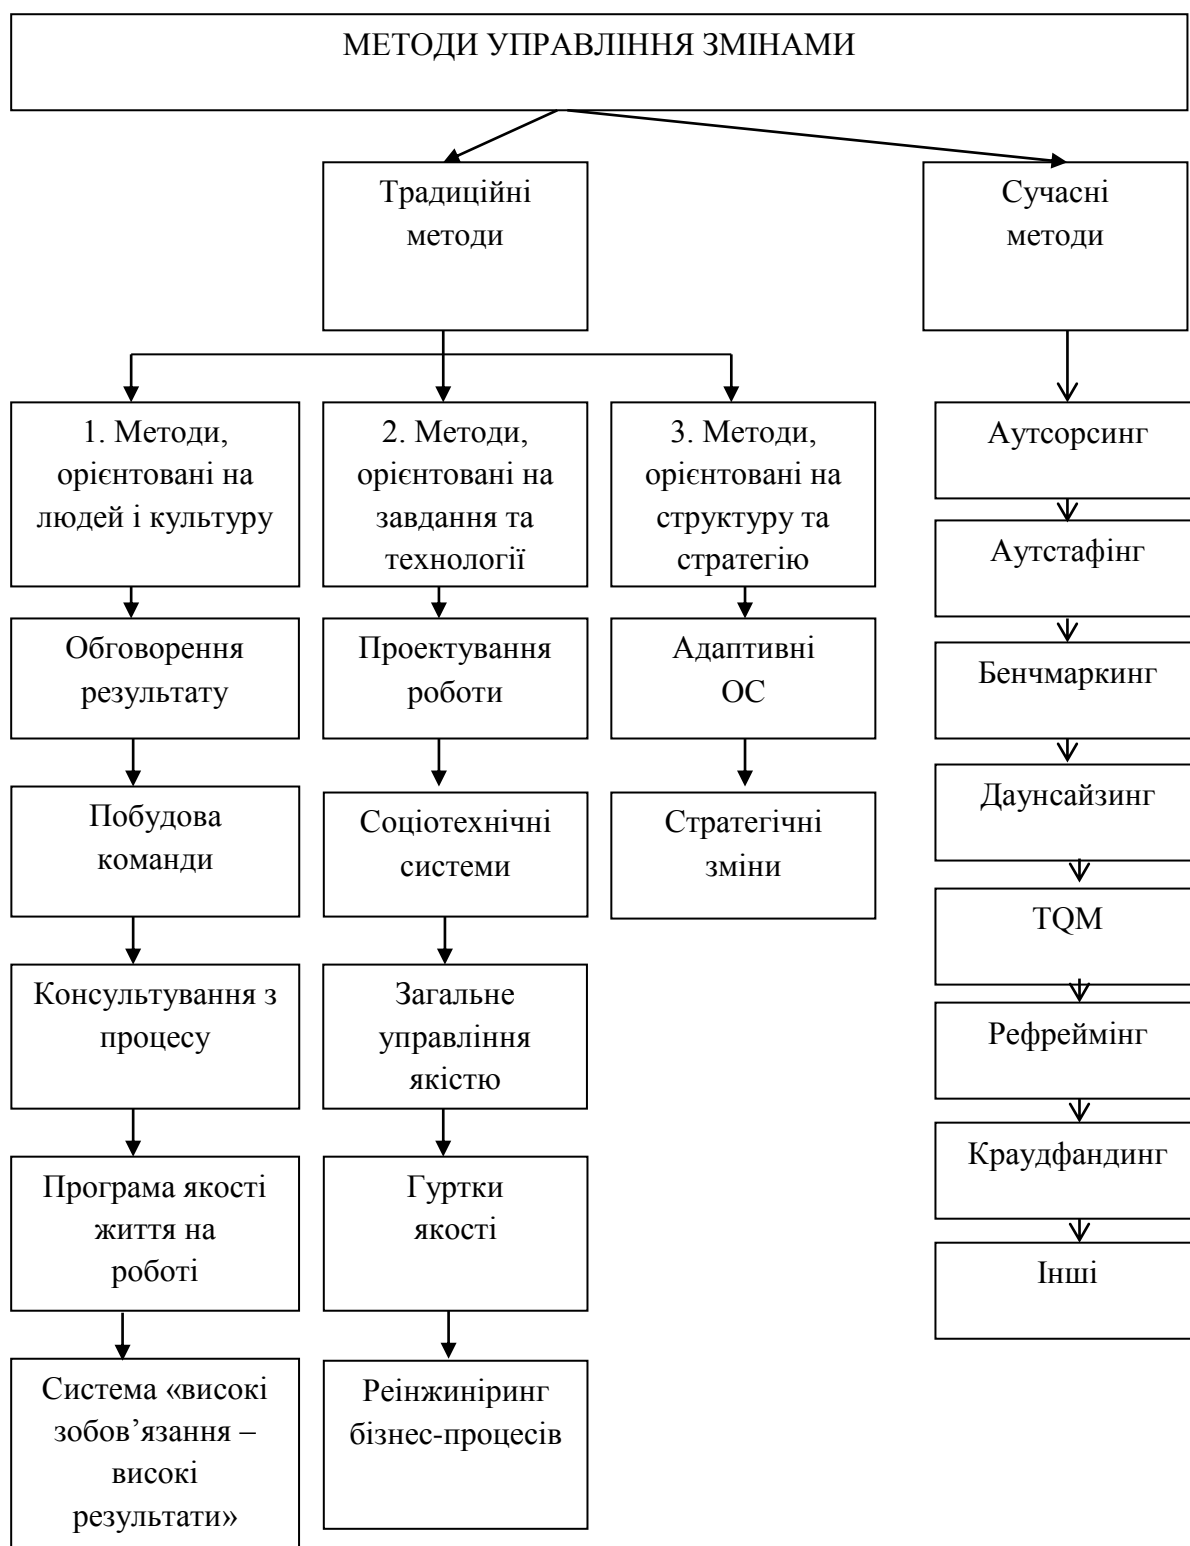 МЕТОДИ УПРАВЛІННЯ ЗМІНАМИ
Традиційні
методи
Сучасні
методи
1. Методи,
орієнтовані на
людей і культуру
2. Методи,
орієнтовані на
завдання та
технології
3. Методи,
орієнтовані на
структуру та
стратегію
Аутсорсинг
Аутстафінг
Обговорення
результату
Проектування
роботи
Адаптивні
ОС
Бенчмаркинг
Побудова
команди
Соціотехнічні
системи
Стратегічні
зміни
Даунсайзинг
TQM
Консультування з
процесу
Загальне
управління
якістю
Рефреймінг
Краудфандинг
Програма якості
життя на
роботі
Гуртки
якості
Інші
Система «високі
зобов’язання –
високі
результати»
Реінжиніринг
бізнес-процесів